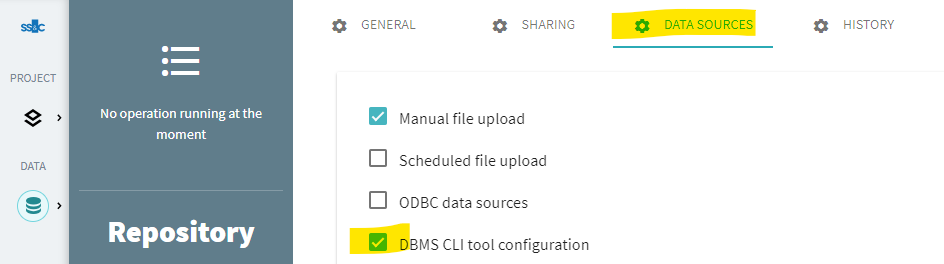 SS&C
GENERAL
SHARING
DATA SOURCES
HISTORY
PROJECT
DATA
No operation running at the
moment
Repository
Manual file upload
Scheduled file upload
ODBC data sources
DBMS CLI tool configuration